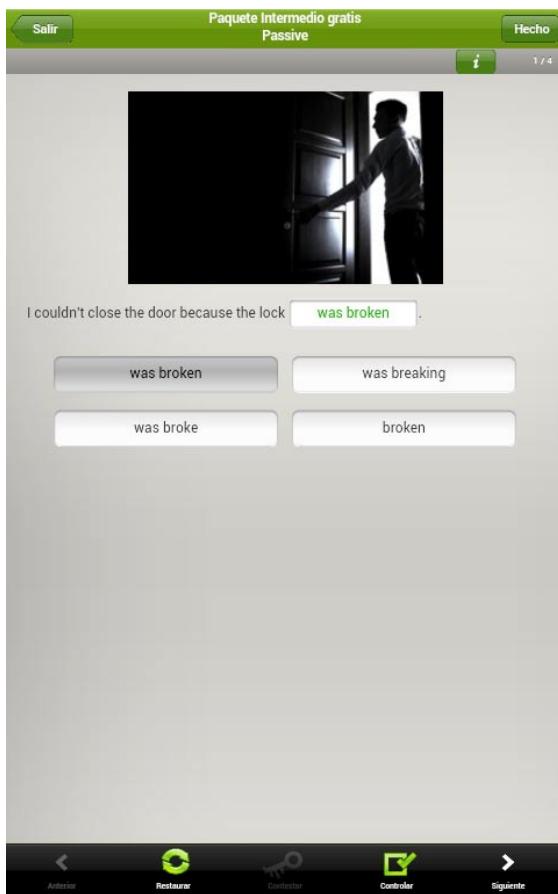 Salir
Paquete Intermedio gratis
Passive
Hecho
i
1 / 4
I couldn't close the door because the lock was broken .
was broken
was breaking
was broke
broken
Anterior
Restaurar
Contestar
Controlar
Siguiente